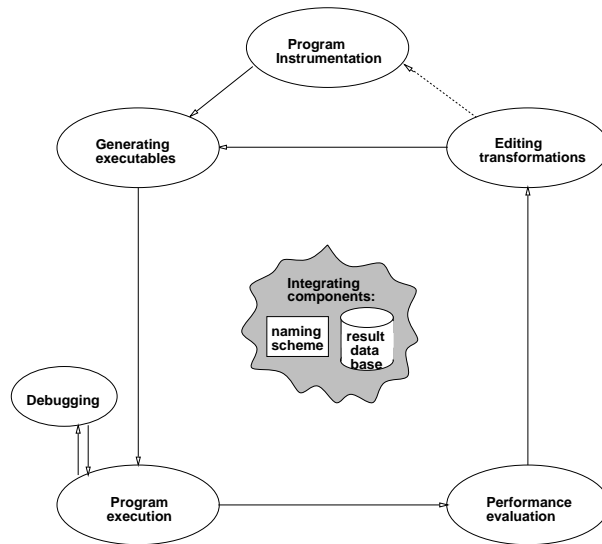 Program
Instrumentation
Generating
executables
Editing
transformations
Integrating
components:
naming
scheme
result
data
base
Debugging
Program
execution
Performance
evaluation